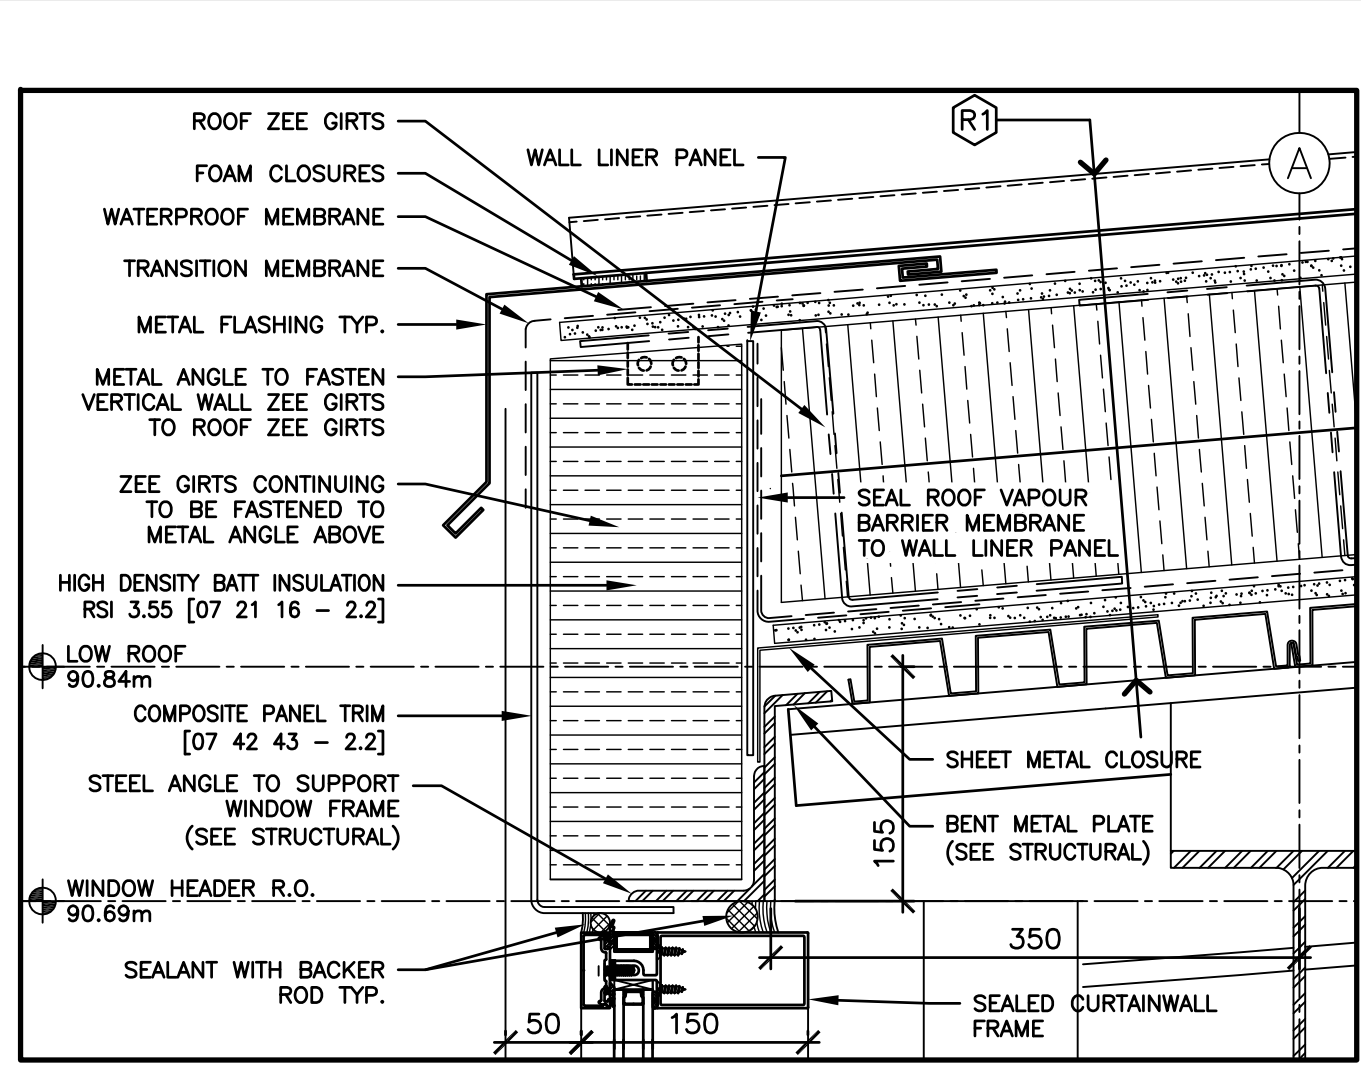 ROOF ZEE GIRTS
FOAM CLOSURES
WATERPROOF MEMBRANE
TRANSITION MEMBRANE
METAL FLASHING TYP.
METAL ANGLE TO FASTEN
VERTICAL WALL ZEE GIRTS
TO ROOF ZEE GIRTS
ZEE GIRTS CONTINUING
TO BE FASTENED TO
METAL ANGLE ABOVE
HIGH DENSITY BATT INSULATION
RSI 3.55 [07 21 16 – 2.2]
LOW ROOF
90.84m
COMPOSITE PANEL TRIM
[07 42 43 – 2.2]
STEEL ANGLE TO SUPPORT
WINDOW FRAME
(SEE STRUCTURAL)
WINDOW HEADER R.O.
90.69m
SEALANT WITH BACKER
ROD TYP.
WALL LINER PANEL
R1
A
SEAL ROOF VAPOUR
BARRIER MEMBRANE
TO WALL LINER PANEL
SHEET METAL CLOSURE
BENT METAL PLATE
(SEE STRUCTURAL)
155
350
SEALED CURTAINWALL
FRAME
50
150